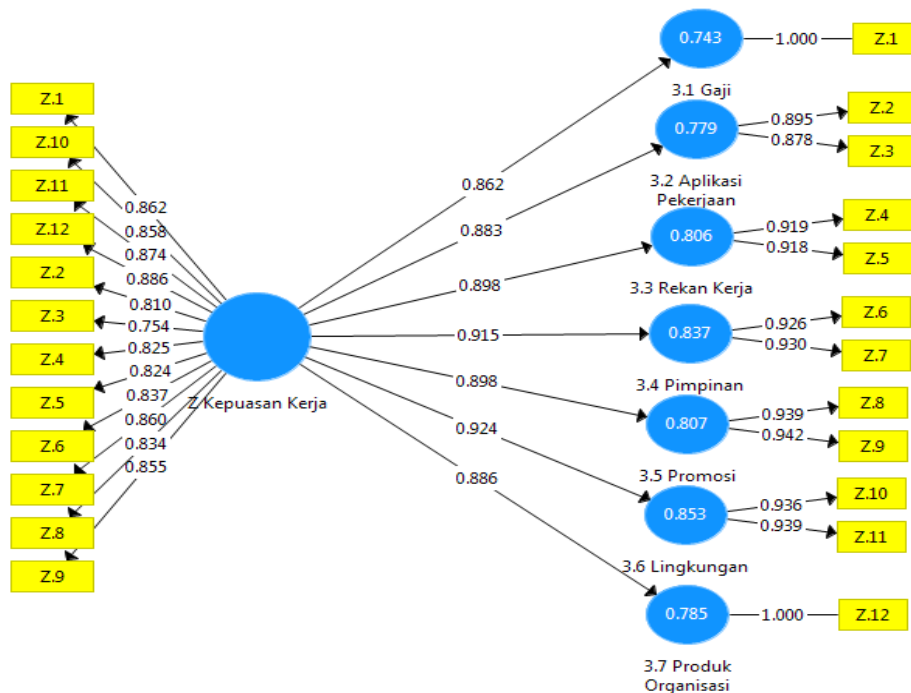 Z.1
Z.10
Z.11
Z.12
Z.2
Z.3
Z.4
Z.5
Z.6
Z.7
Z.8
Z.9
0.862
0.858
0.874
0.886
0.810
0.754
0.825
0.824
0.837
0.860
0.834
0.855
Z Kepuasan Kerja
0.862
0.883
0.898
0.915
0.898
0.924
0.886
0.743
1.000
Z.1
3.1 Gaji
0.779
0.895
0.878
Z.2
Z.3
3.2 Aplikasi
Pekerjaan
0.806
0.919
0.918
Z.4
Z.5
3.3 Rekan Kerja
0.837
0.926
0.930
Z.6
Z.7
3.4 Pimpinan
0.807
0.939
0.942
Z.8
Z.9
3.5 Promosi
0.853
0.936
0.939
Z.10
Z.11
3.6 Lingkungan
0.785
1.000
Z.12
3.7 Produk
Organisasi